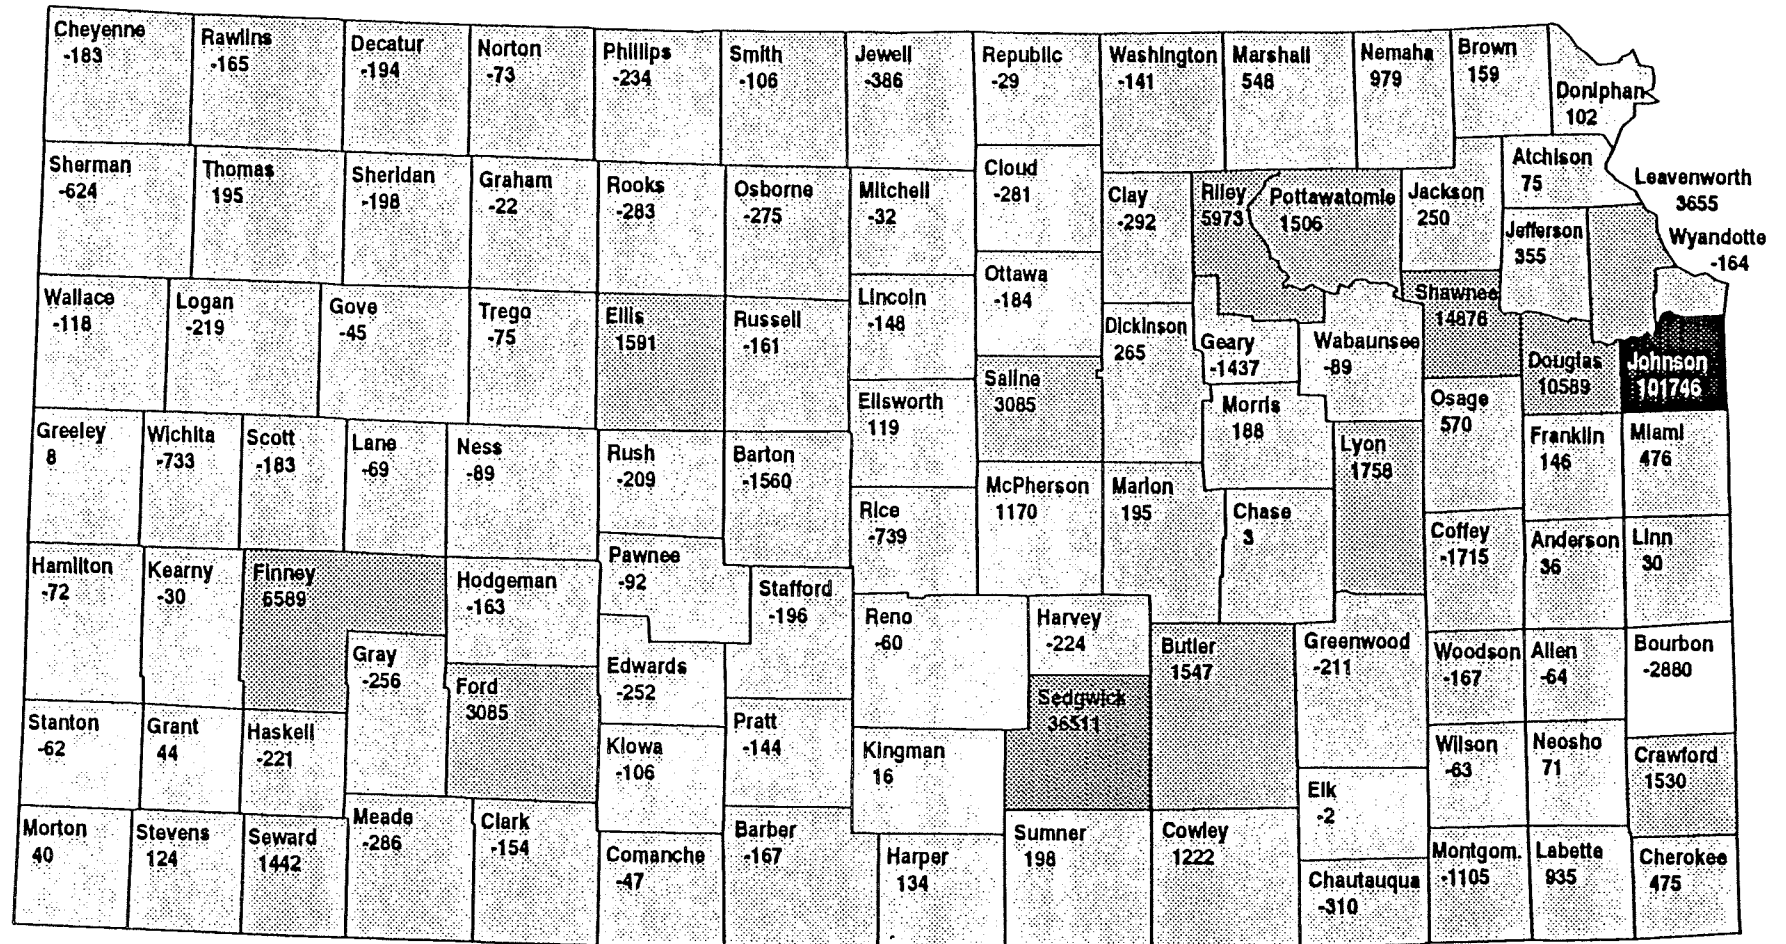 Cheyenne
-183
Rawlins
-165
Decatur
-194
Norton
-73
Phillips
-234
Smith
-106
Jewell
-386
Republic
-29
Washington
-141
Marshall
548
Nemaha
979
Brown
159
Doniphan
102
Sherman
-624
Thomas
195
Sheridan
-198
Graham
-22
Rooks
-283
Osborne
-275
Mitchell
-32
Cloud
-281
Clay
-292
Riley
5973
Pottawatomie
1506
Jackson
250
Atchison
75
Leavenworth
3655
Jefferson
355
Wyandotte
-164
Wallace
-118
Logan
-219
Gove
-45
Trego
-75
Ellis
1591
Russell
-161
Lincoln
-148
Ottawa
-184
Dickinson
265
Geary
-1437
Wabaunsee
-89
Shawnee
14876
Douglas
10589
Johnson
101746
Saline
3085
Ellsworth
119
Morris
188
Osage
570
Greeley
8
Wichita
-733
Scott
-183
Lane
-69
Ness
-89
Rush
-209
Barton
-1560
Lyon
1758
Franklin
146
Miami
476
Rice
-739
McPherson
1170
Marion
195
Chase
3
Coffey
-1715
Anderson
36
Linn
30
Hamilton
-72
Kearny
-30
Finney
6589
Hodgeman
-163
Pawnee
-92
Stafford
-196
Reno
-60
Harvey
-224
Butler
1547
Greenwood
-211
Woodson
-167
Allen
-64
Bourbon
-2880
Gray
-256
Ford
3085
Edwards
-252
Sedgwick
36511
Stanton
-62
Grant
44
Haskell
-221
Kiowa
-106
Pratt
-144
Kingman
16
Wilson
-63
Neosho
71
Crawford
1530
Elk
-2
Morton
40
Stevens
124
Seward
1442
Meade
-286
Clark
-154
Comanche
-47
Barber
-167
Harper
134
Sumner
198
Cowley
1222
Chautauqua
-310
Montgom.
-1105
Labette
935
Cherokee
475